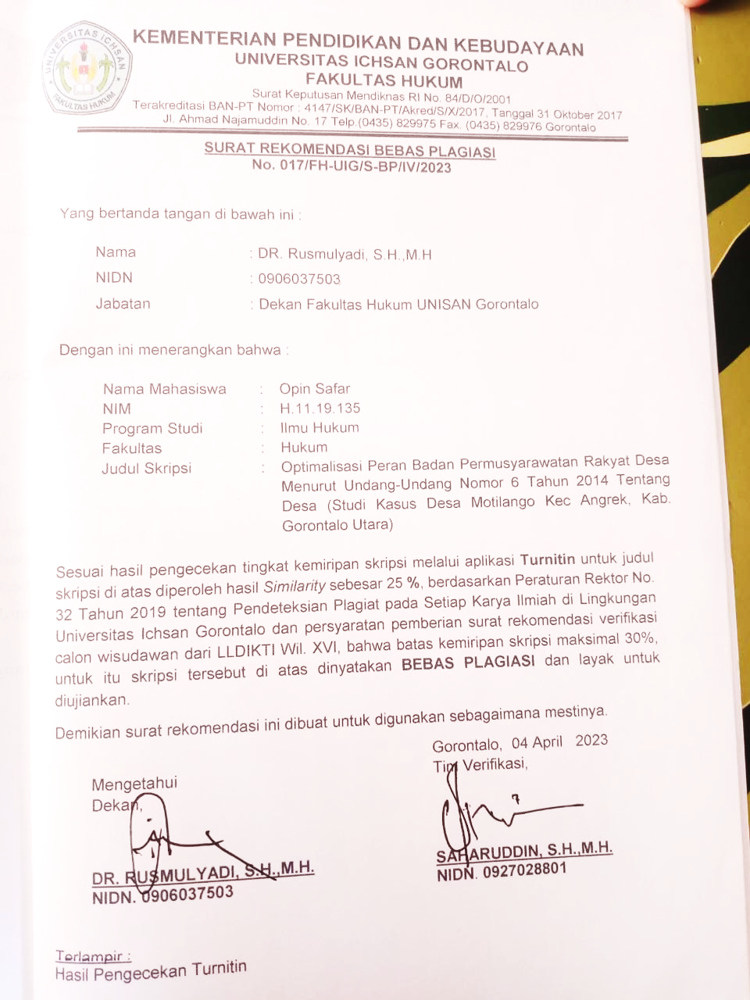 UNIVERSITAS ICHSAN
FAKULTAS HUKUM
KEMENTERIAN PENDIDIKAN DAN KEBUDAYAAN
UNIVERSITAS ICHSAN GORONTALO
FAKULTAS HUKUM
Surat Keputusan Mendiknas RI No. 84/D/O/2001
Terakreditasi BAN-PT Nomor : 4147/SK/BAN-PT/Akred/S/X/2017, Tanggal 31 Oktober 2017
Jl. Ahmad Najamuddin No. 17 Telp.(0435) 829975 Fax. (0435) 829976 Gorontalo
SURAT REKOMENDASI BEBAS PLAGIASI
No. 017/FH-UIG/S-BP/IV/2023
Yang bertanda tangan di bawah ini :
Nama : DR. Rusmulyadi, S.H.,M.H
NIDN : 0906037503
Jabatan : Dekan Fakultas Hukum UNISAN Gorontalo
Dengan ini menerangkan bahwa :
Nama Mahasiswa : Opin Safar
NIM : H.11.19.135
Program Studi : Ilmu Hukum
Fakultas : Hukum
Judul Skripsi : Optimalisasi Peran Badan Permusyarawatan Rakyat Desa
Menurut Undang-Undang Nomor 6 Tahun 2014 Tentang
Desa (Studi Kasus Desa Motilango Kec Angrek, Kab.
Gorontalo Utara)
Sesuai hasil pengecekan tingkat kemiripan skripsi melalui aplikasi Turnitin untuk judul
skripsi di atas diperoleh hasil Similarity sebesar 25 %, berdasarkan Peraturan Rektor No.
32 Tahun 2019 tentang Pendeteksian Plagiat pada Setiap Karya Ilmiah di Lingkungan
Universitas Ichsan Gorontalo dan persyaratan pemberian surat rekomendasi verifikasi
calon wisudawan dari LLDIKTI Wil. XVI, bahwa batas kemiripan skripsi maksimal 30%,
untuk itu skripsi tersebut di atas dinyatakan BEBAS PLAGIASI dan layak untuk
diujiankan.
Demikian surat rekomendasi ini dibuat untuk digunakan sebagaimana mestinya.
Gorontalo, 04 April 2023
Tim Verifikasi,
Mengetahui
Dekan,
SAHARUDDIN, S.H.,M.H.
NIDN. 0927028801
DR. RUSMULYADI, S.H.,M.H.
NIDN. 0906037503
Terlampir :
Hasil Pengecekan Turnitin